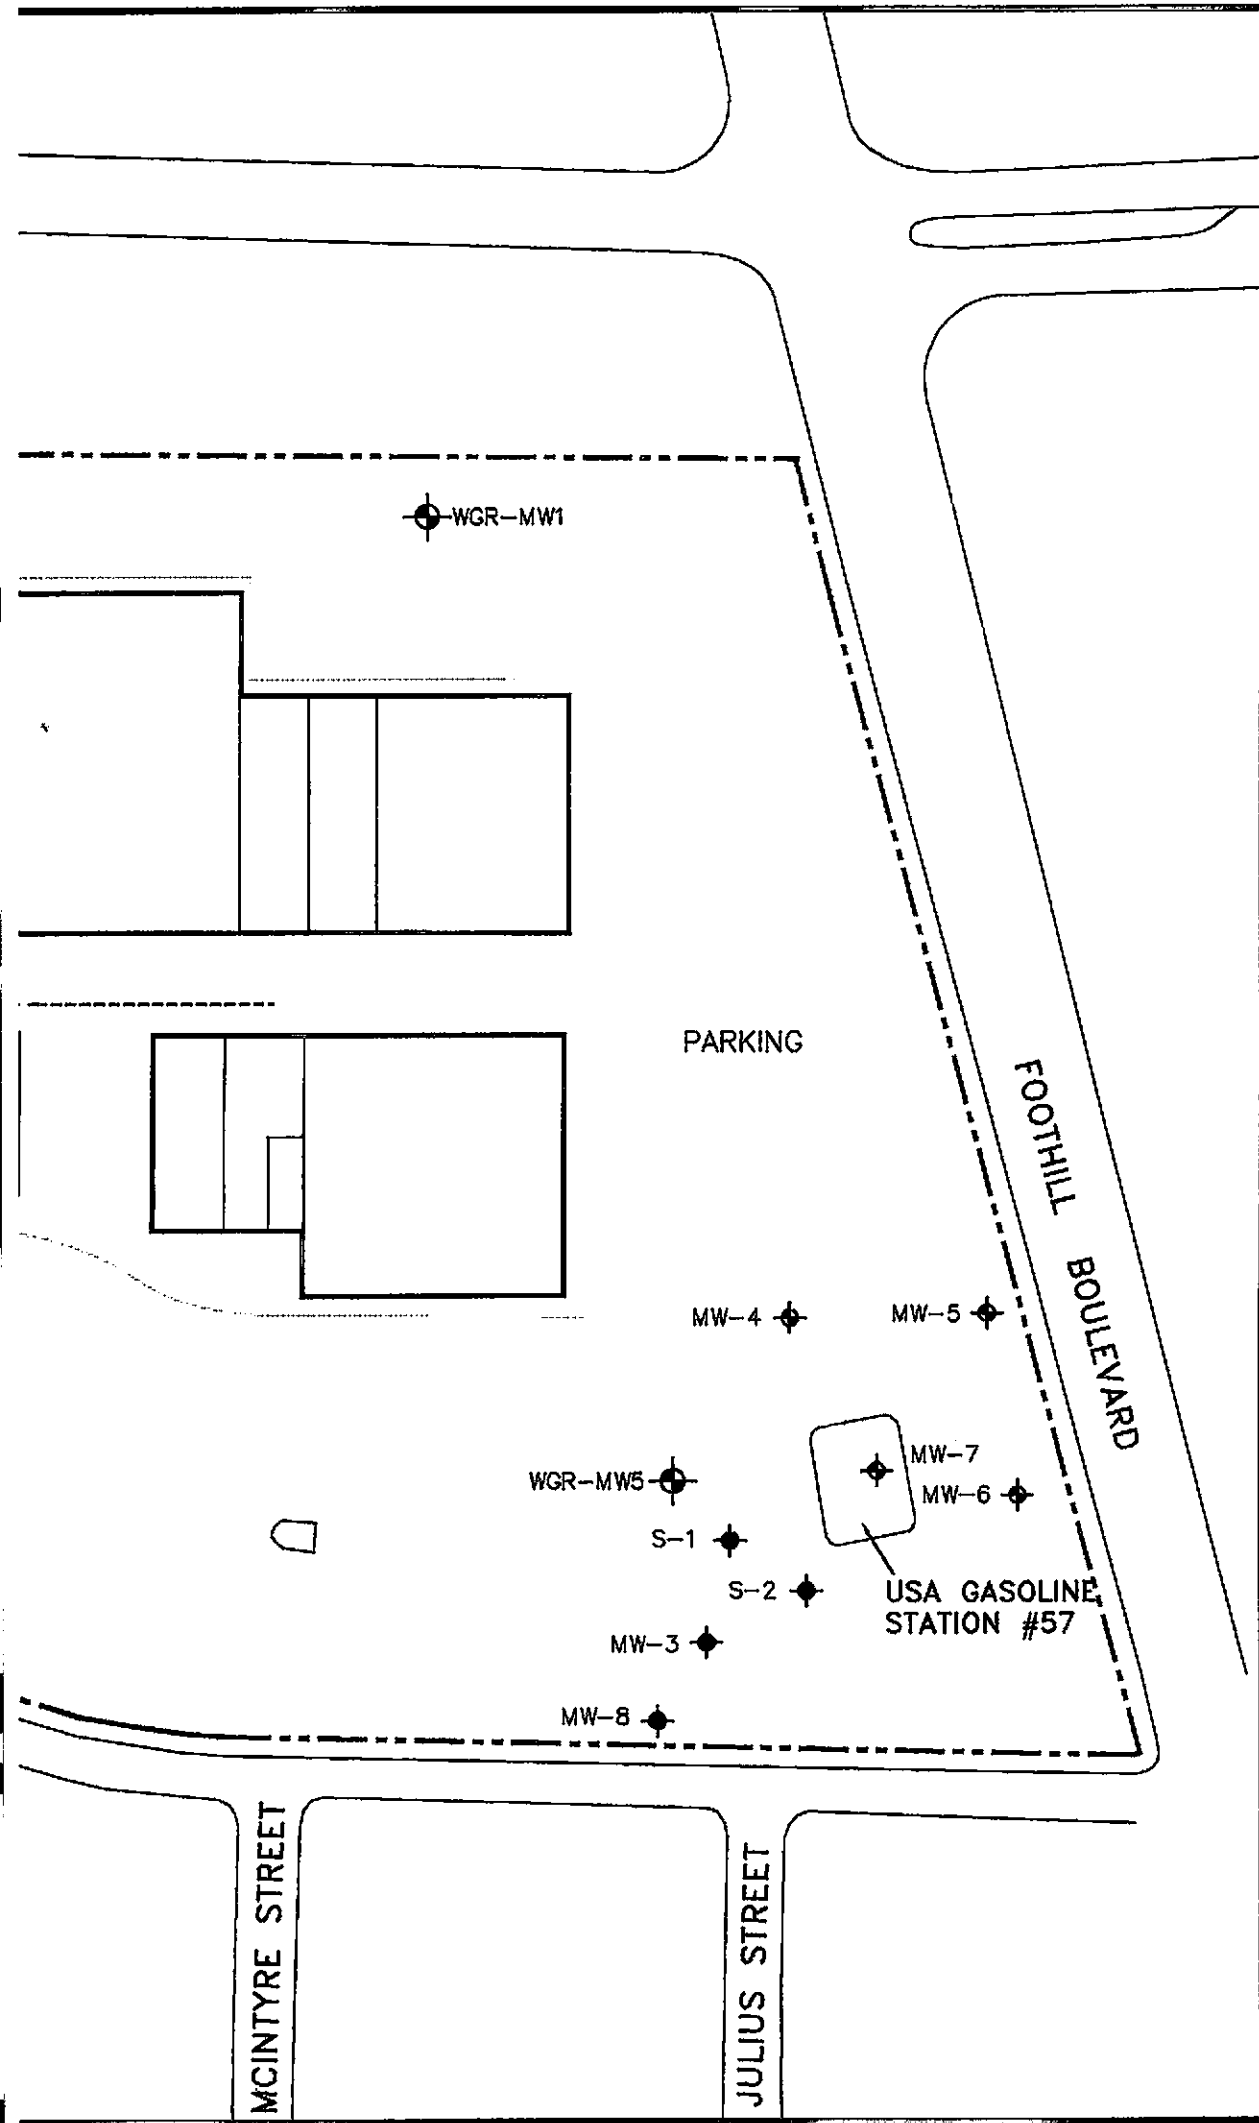 WGR-MW1
PARKING
FOOTHILL BOULEVARD
MW-4
MW-5
MW-7
WGR-MW5
MW-6
S-1
S-2
USA GASOLINE
STATION #57
MW-3
MW-8
MCINTYRE STREET
JULIUS STREET